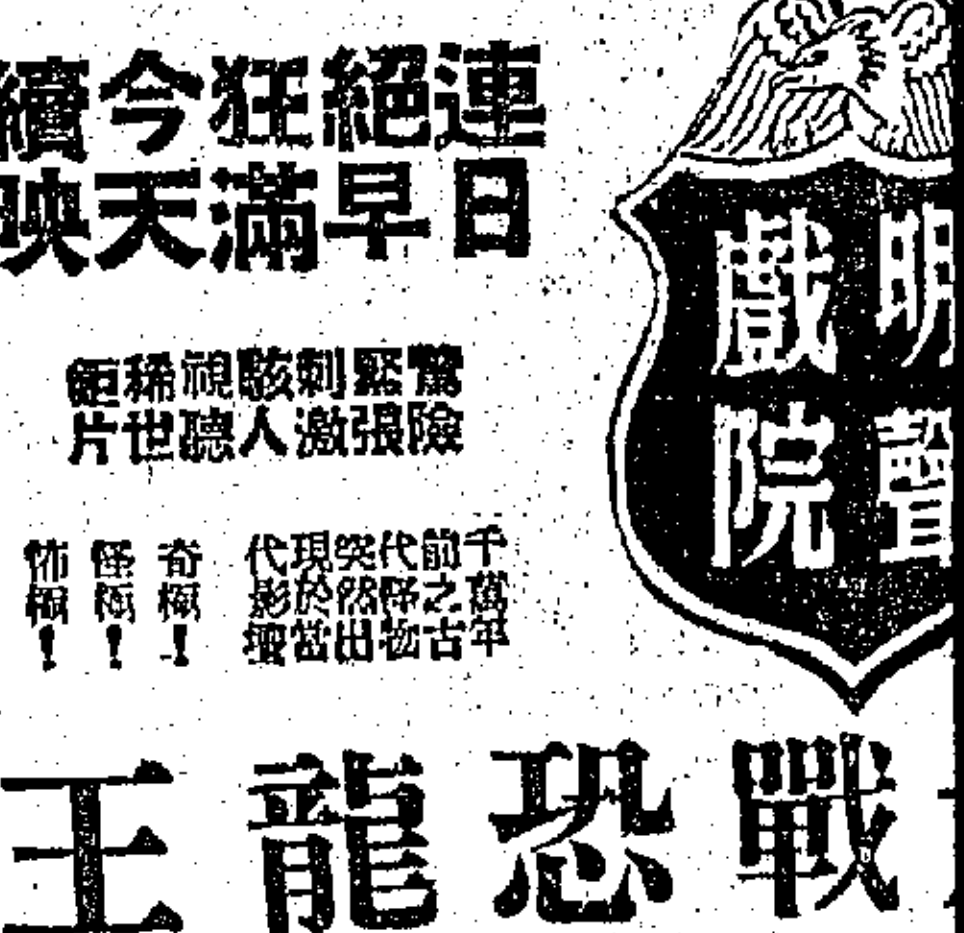 明聲
戲院
連日
絕早
狂滿
今天
續映
驚險
緊張
刺激
駭人
視聽
稀世
鉅片
千萬年
前之古
代怪物
突然出
現於當
代影壇
奇極!
怪極!
怖極!
戰恐龍王